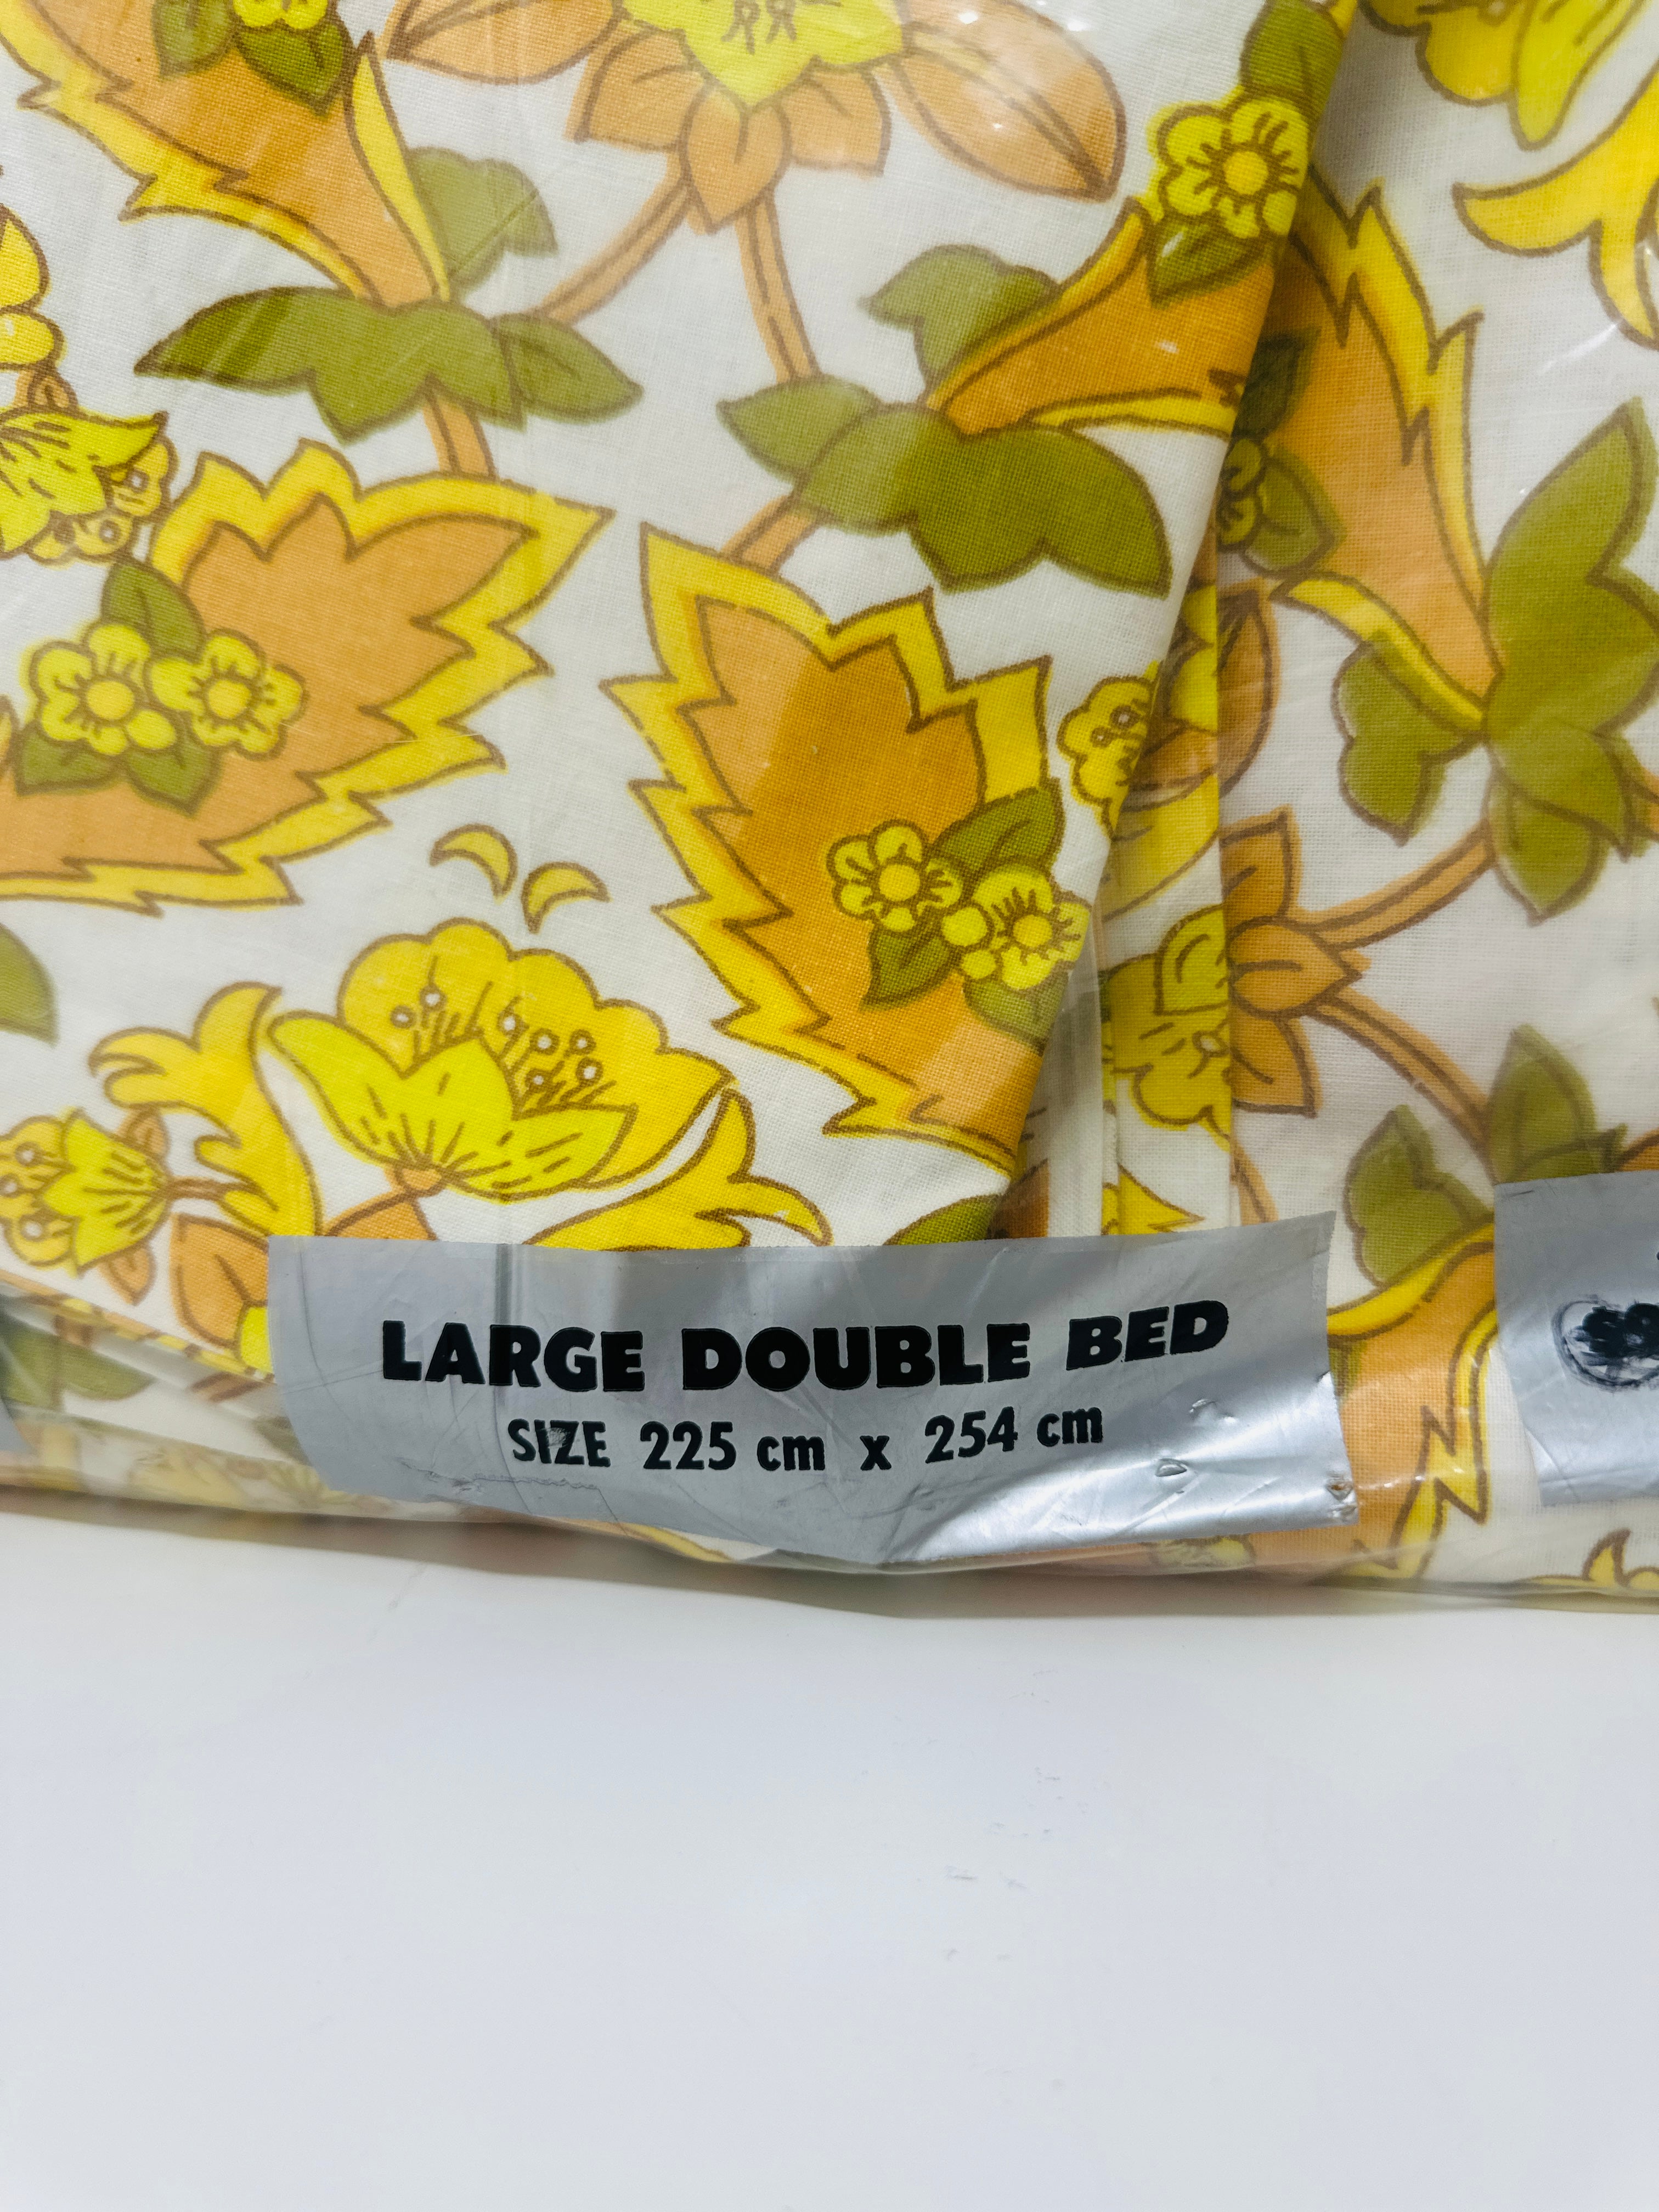 LARGE DOUBLE BED
SIZE 225 cm x 254 cm